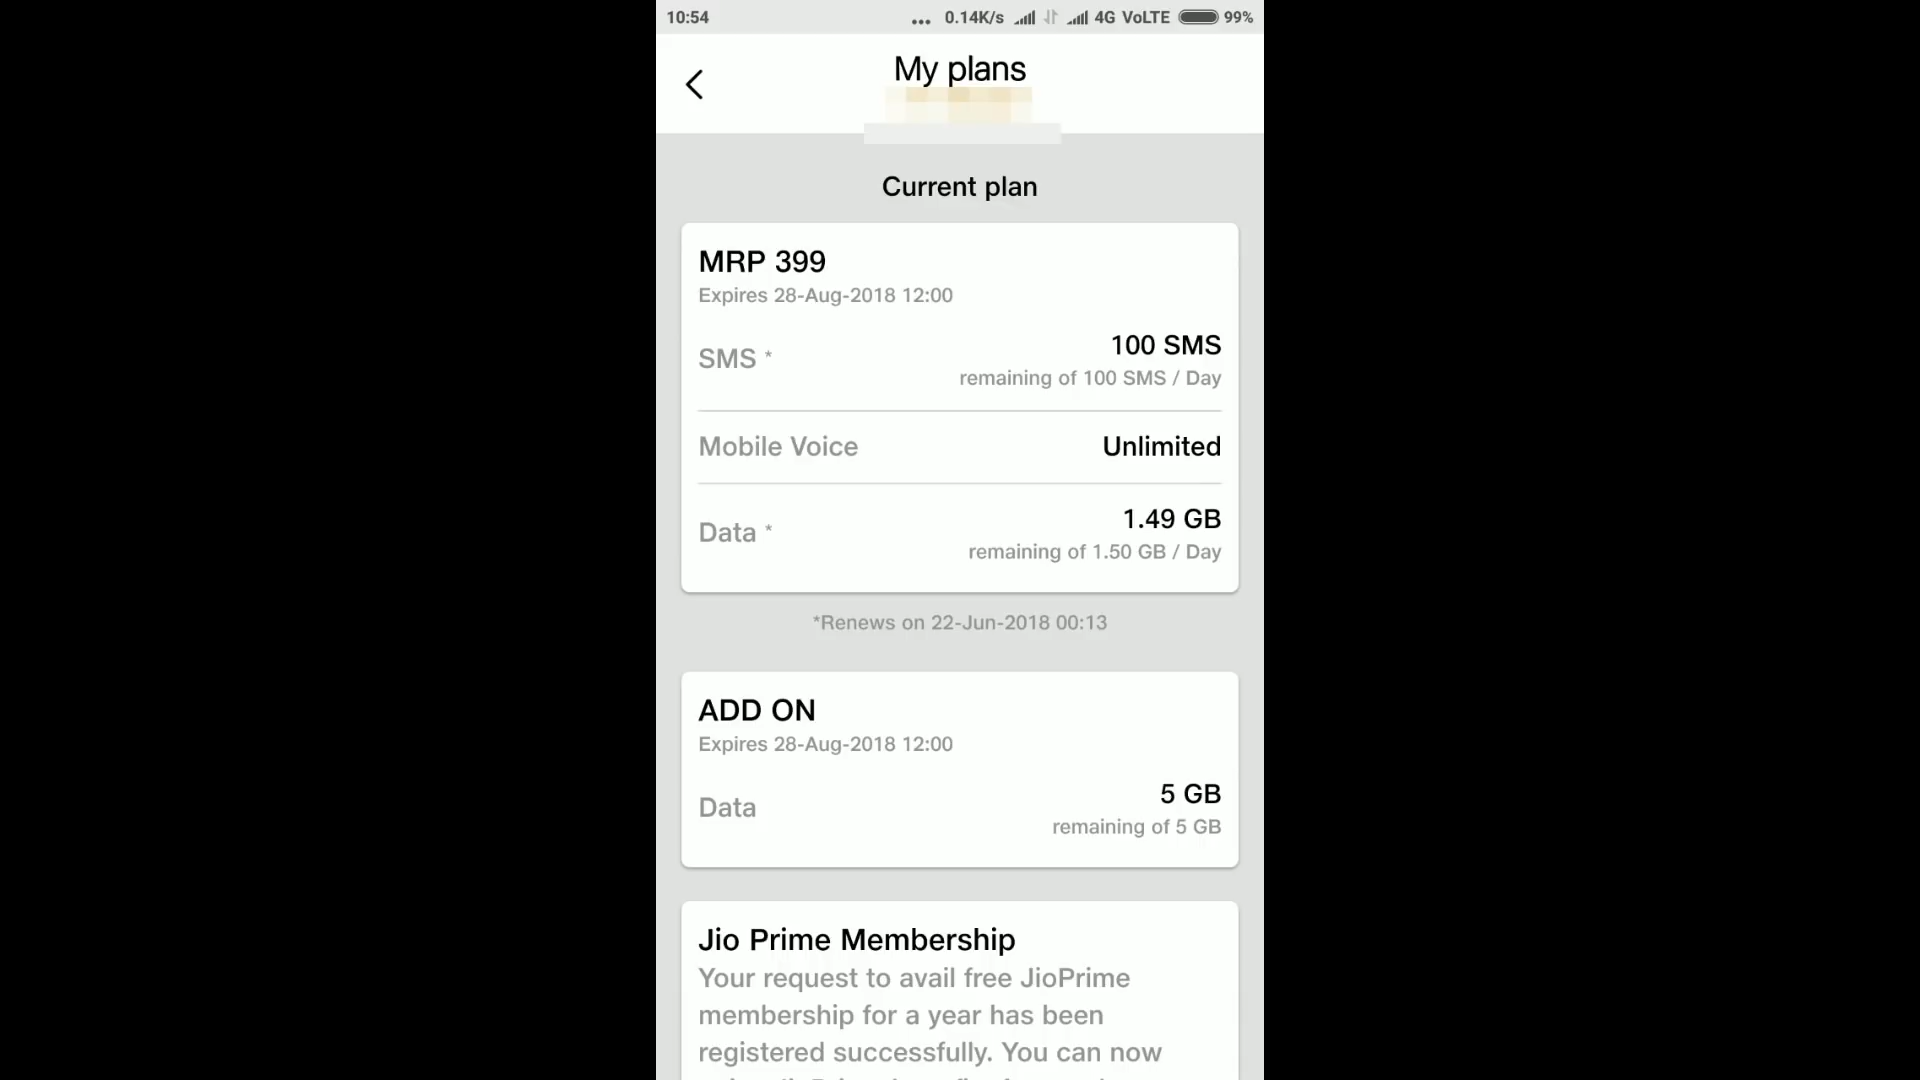 10:54 ... 0.14K/s 4G VoLTE 99%
My plans
Current plan
MRP 399
Expires 28-Aug-2018 12:00
SMS * 100 SMS
remaining of 100 SMS / Day
Mobile Voice Unlimited
Data * 1.49 GB
remaining of 1.50 GB / Day
*Renews on 22-Jun-2018 00:13
ADD ON
Expires 28-Aug-2018 12:00
Data 5 GB
remaining of 5 GB
Jio Prime Membership
Your request to avail free JioPrime
membership for a year has been
registered successfully. You can now